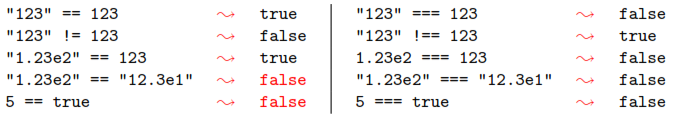 "123" == 123 ⤳ true
"123" != 123 ⤳ false
"1.23e2" == 123 ⤳ true
"1.23e2" == "12.3e1" ⤳ false
5 == true ⤳ false
"123" === 123 ⤳ false
"123" !== 123 ⤳ true
1.23e2 === 123 ⤳ false
"1.23e2" === "12.3e1" ⤳ false
5 === true ⤳ false